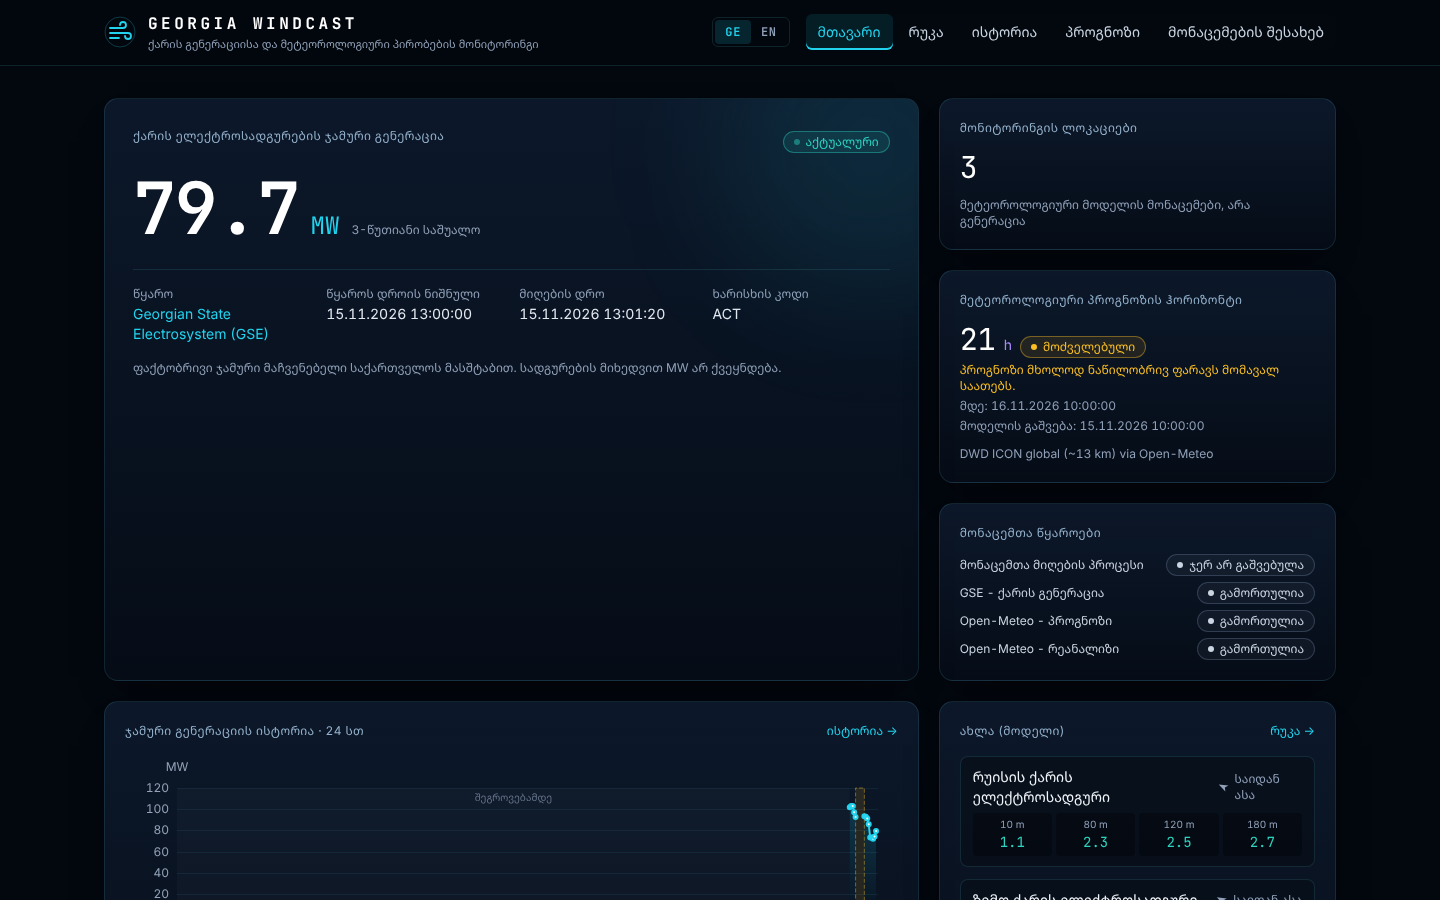 GEORGIA WINDCAST
ქარის გენერაციისა და მეტეოროლოგიური პირობების მონიტორინგი
GE EN
მთავარი რუკა ისტორია პროგნოზი მონაცემების შესახებ
ქარის ელექტროსადგურების ჯამური გენერაცია
აქტუალური
79.7 MW 3-წუთიანი საშუალო
წყარო
Georgian State
Electrosystem (GSE)
წყაროს დროის ნიშნული
15.11.2026 13:00:00
მიღების დრო
15.11.2026 13:01:20
ხარისხის კოდი
ACT
ფაქტობრივი ჯამური მაჩვენებელი საქართველოს მასშტაბით. სადგურების მიხედვით MW არ ქვეყნდება.
მონიტორინგის ლოკაციები
3
მეტეოროლოგიური მოდელის მონაცემები, არა
გენერაცია
მეტეოროლოგიური პროგნოზის ჰორიზონტი
21 h მოძველებული
პროგნოზი მხოლოდ ნაწილობრივ ფარავს მომავალ
საათებს.
მდე: 16.11.2026 10:00:00
მოდელის გაშვება: 15.11.2026 10:00:00
DWD ICON global (~13 km) via Open-Meteo
მონაცემთა წყაროები
მონაცემთა მიღების პროცესი ჯერ არ გაშვებულა
GSE - ქარის გენერაცია გამორთულია
Open-Meteo - პროგნოზი გამორთულია
Open-Meteo - რეანალიზი გამორთულია
ჯამური გენერაციის ისტორია · 24 სთ
ისტორია →
MW
120
100
80
60
40
20
შეგროვებამდე
ახლა (მოდელი)
რუკა →
რუისის ქარის
ელექტროსადგური
საიდან
ასა
10 m 80 m 120 m 180 m
1.1 2.3 2.5 2.7
ზემო ქარის ელექტროსადგური საიდან ასა